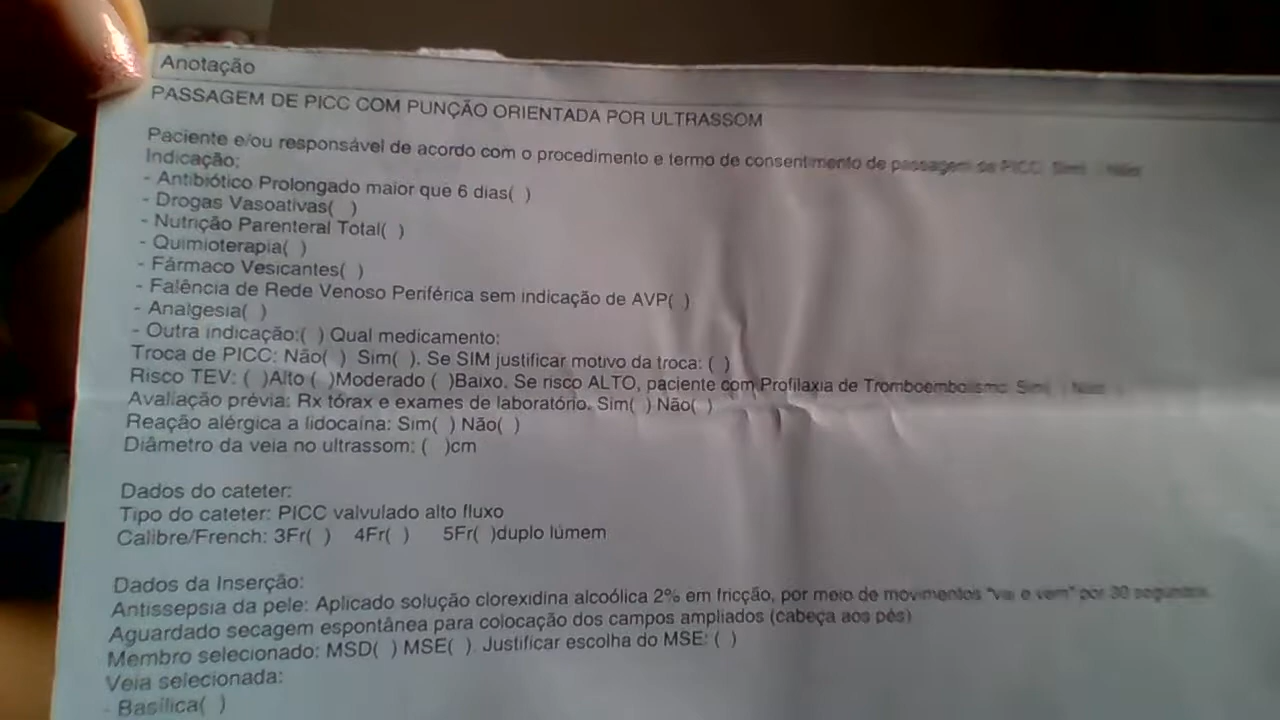 Anotação
PASSAGEM DE PICC COM PUNÇÃO ORIENTADA POR ULTRASSOM
Paciente e/ou responsável de acordo com o procedimento e termo de consentimento de passagem de PICC: Sim( ) Não
Indicação:
- Antibiótico Prolongado maior que 6 dias( )
- Drogas Vasoativas( )
- Nutrição Parenteral Total( )
- Quimioterapia( )
- Fármaco Vesicantes( )
- Falência de Rede Venoso Periférica sem indicação de AVP( )
- Analgesia( )
- Outra indicação:( ) Qual medicamento:
Troca de PICC: Não( ) Sim( ). Se SIM justificar motivo da troca: ( )
Risco TEV: ( )Alto ( )Moderado ( )Baixo. Se risco ALTO, paciente com Profilaxia de Tromboembolismo: Sim( ) Não( )
Avaliação prévia: Rx tórax e exames de laboratório. Sim( ) Não( )
Reação alérgica a lidocaína: Sim( ) Não( )
Diâmetro da veia no ultrassom: ( )cm
Dados do cateter:
Tipo do cateter: PICC valvulado alto fluxo
Calibre/French: 3Fr( ) 4Fr( ) 5Fr( )duplo lúmem
Dados da Inserção:
Antissepsia da pele: Aplicado solução clorexidina alcoólica 2% em fricção, por meio de movimentos "vai e vem" por 30 segundos.
Aguardado secagem espontânea para colocação dos campos ampliados (cabeça aos pés)
Membro selecionado: MSD( ) MSE( ). Justificar escolha do MSE: ( )
Veia selecionada:
- Basílica( )